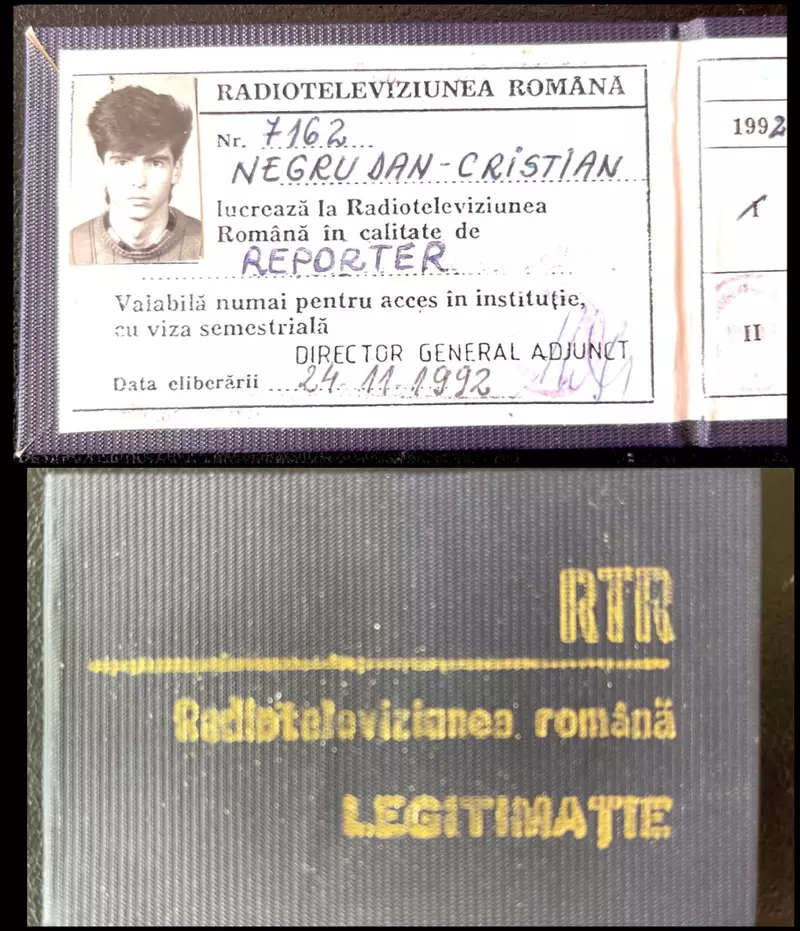 RADIOTELEVIZIUNEA ROMÂNĂ
Nr. 7162
NEGRU DAN-CRISTIAN
lucrează la Radioteleviziunea
Română în calitate de
REPORTER
Valabilă numai pentru acces în instituție,
cu viza semestrială
DIRECTOR GENERAL ADJUNCT
Data eliberării 24.11.1992
1992
I
II
RTR
Radioteleviziunea română
LEGITIMAȚIE